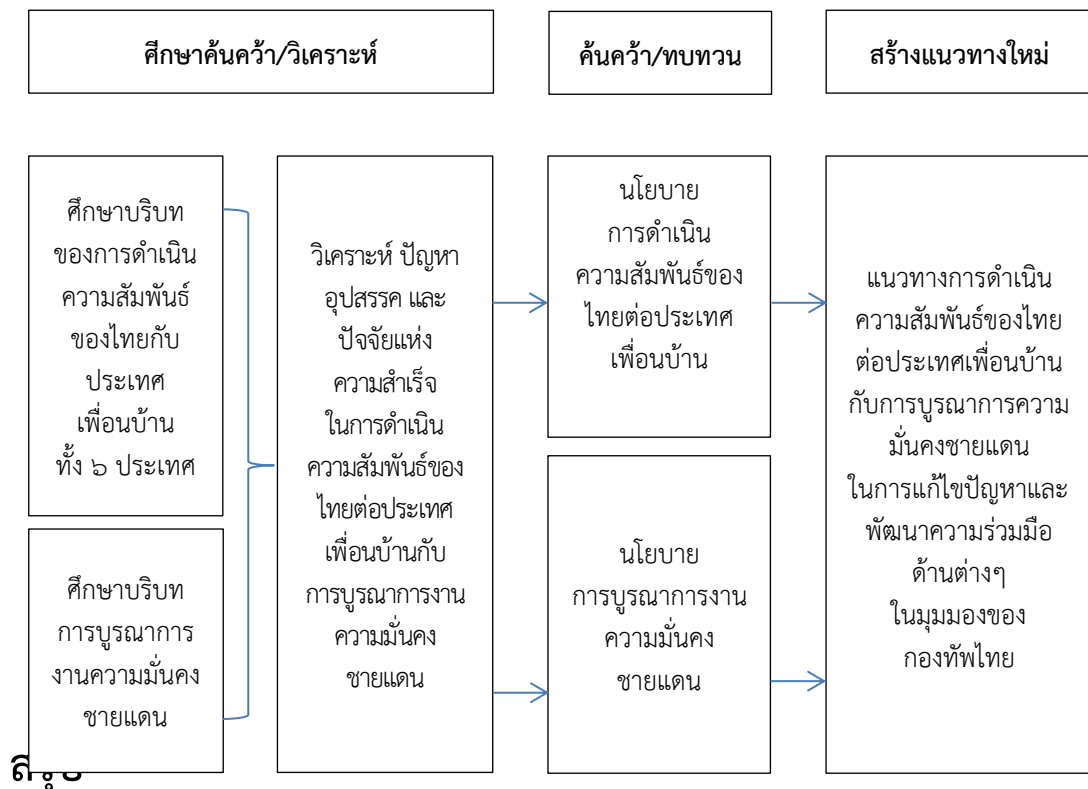 ศึกษาค้นคว้า/วิเคราะห์
ค้นคว้า/ทบทวน
สร้างแนวทางใหม่
ศึกษาบริบท
ของการดำเนิน
ความสัมพันธ์
ของไทยกับ
ประเทศ
เพื่อนบ้าน
ทั้ง ๖ ประเทศ
ศึกษาบริบท
การบูรณาการ
งานความมั่นคง
ชายแดน
วิเคราะห์ ปัญหา
อุปสรรค และ
ปัจจัยแห่ง
ความสำเร็จ
ในการดำเนิน
ความสัมพันธ์ของ
ไทยต่อประเทศ
เพื่อนบ้านกับ
การบูรณาการงาน
ความมั่นคง
ชายแดน
นโยบาย
การดำเนิน
ความสัมพันธ์ของ
ไทยต่อประเทศ
เพื่อนบ้าน
นโยบาย
การบูรณาการงาน
ความมั่นคง
ชายแดน
แนวทางการดำเนิน
ความสัมพันธ์ของไทย
ต่อประเทศเพื่อนบ้าน
กับการบูรณาการความ
มั่นคงชายแดน
ในการแก้ไขปัญหาและ
พัฒนาความร่วมมือ
ด้านต่างๆ
ในมุมมองของ
กองทัพไทย